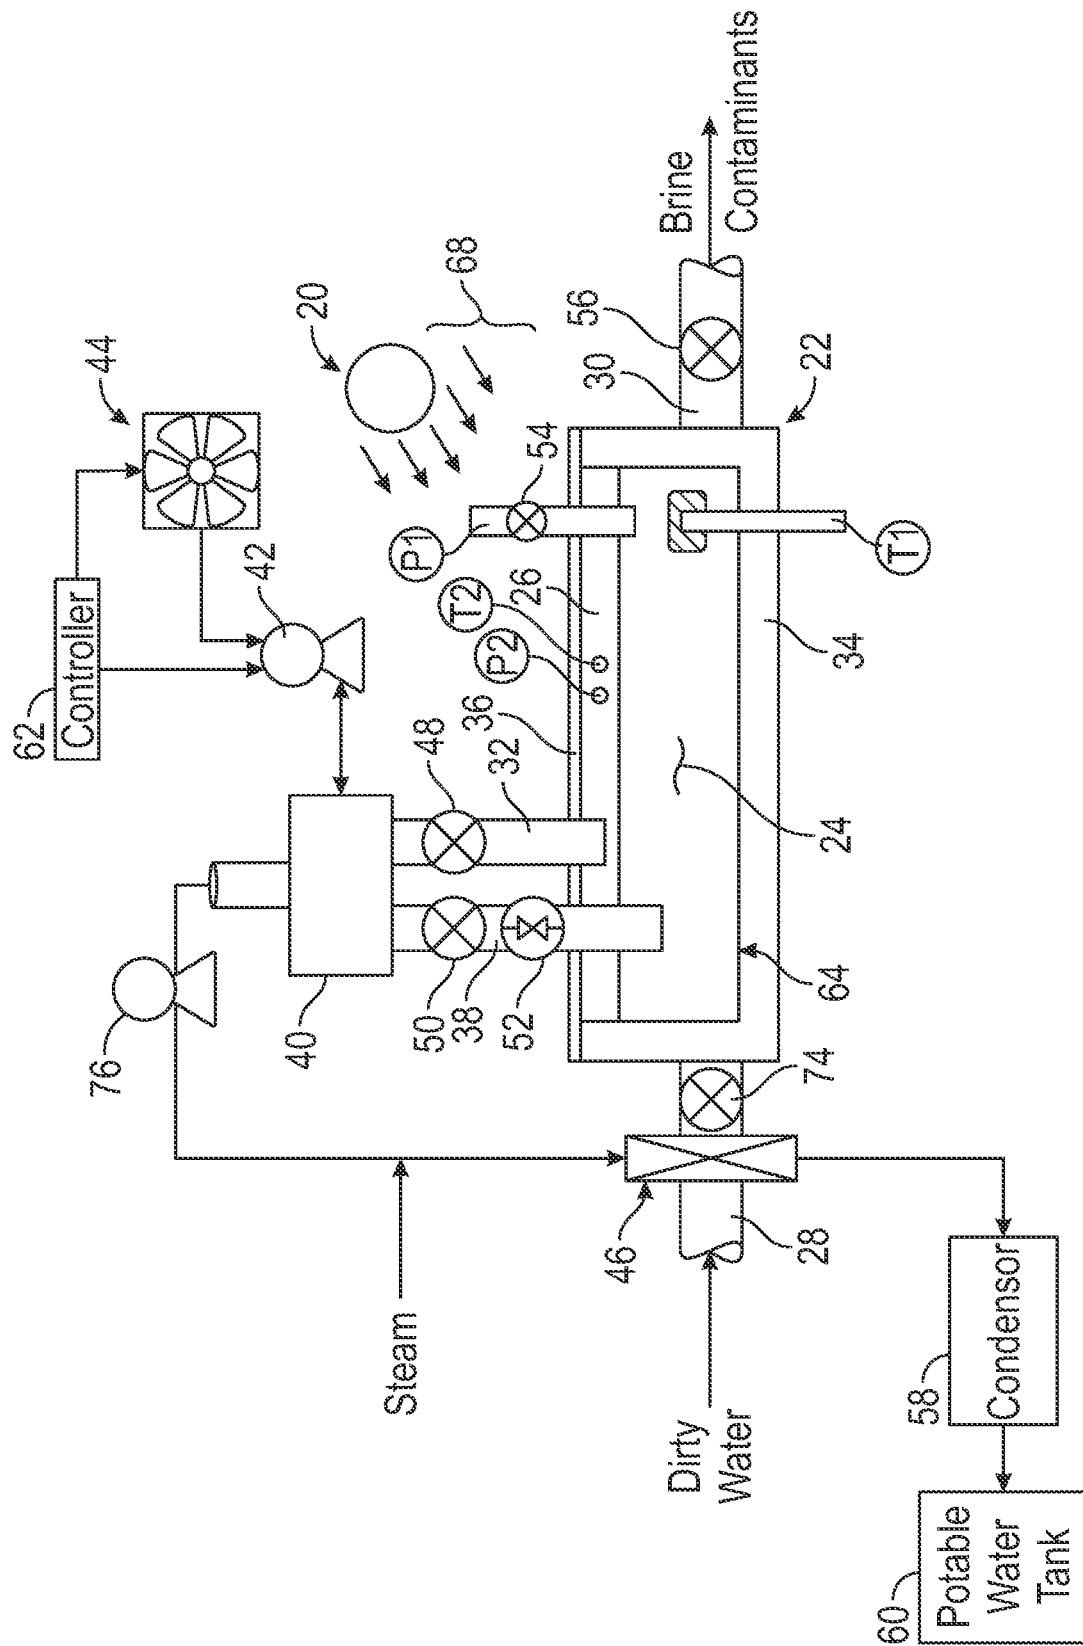 62
Controller
44
76
42
40
20
Steam
P1
50
48
68
38
T2
36
P2
32
52
26
54
56
30
46
Dirty
Water
Brine
Contaminants
28
74
64
24
34
22
T1
58
Condensor
60
Potable
Water
Tank